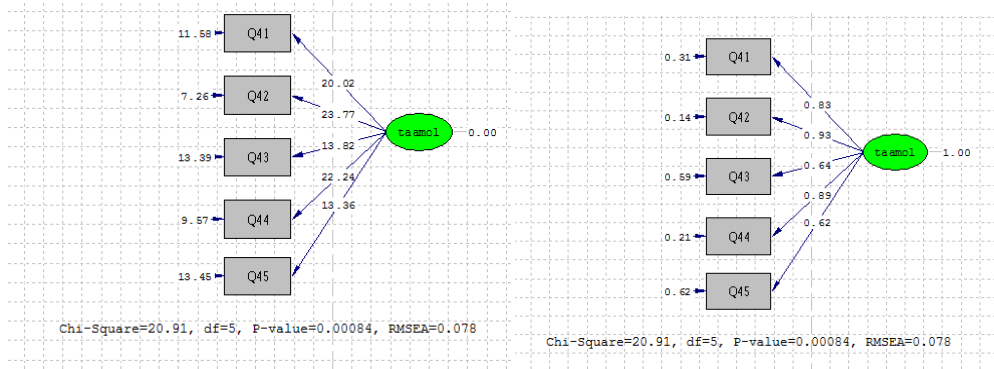 11.58 Q41
20.02
7.26 Q42
23.77
taamol 0.00
13.82
13.39 Q43
22.24
13.36
9.57 Q44
13.45 Q45
Chi-Square=20.91, df=5, P-value=0.00084, RMSEA=0.078
0.31 Q41
0.83
0.14 Q42
0.93
taamol 1.00
0.64
0.59 Q43
0.89
0.62
0.21 Q44
0.62 Q45
Chi-Square=20.91, df=5, P-value=0.00084, RMSEA=0.078